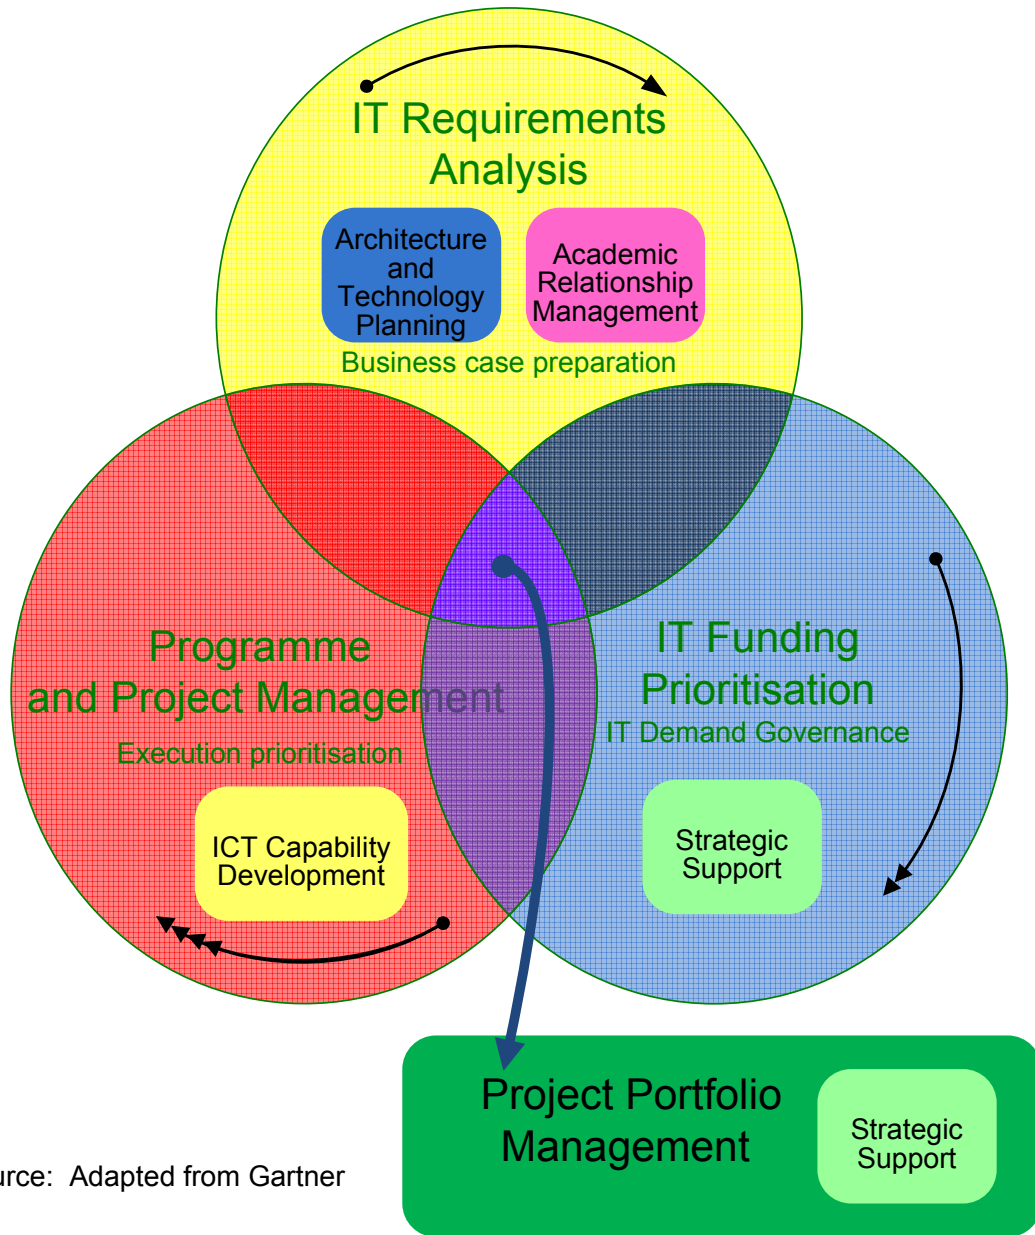 IT Requirements
Analysis
Architecture
and
Technology
Planning
Academic
Relationship
Management
Business case preparation
Programme
and Project Management
Execution prioritisation
ICT Capability
Development
IT Funding
Prioritisation
IT Demand Governance
Strategic
Support
Project Portfolio
Management
Strategic
Support
urce: Adapted from Gartner